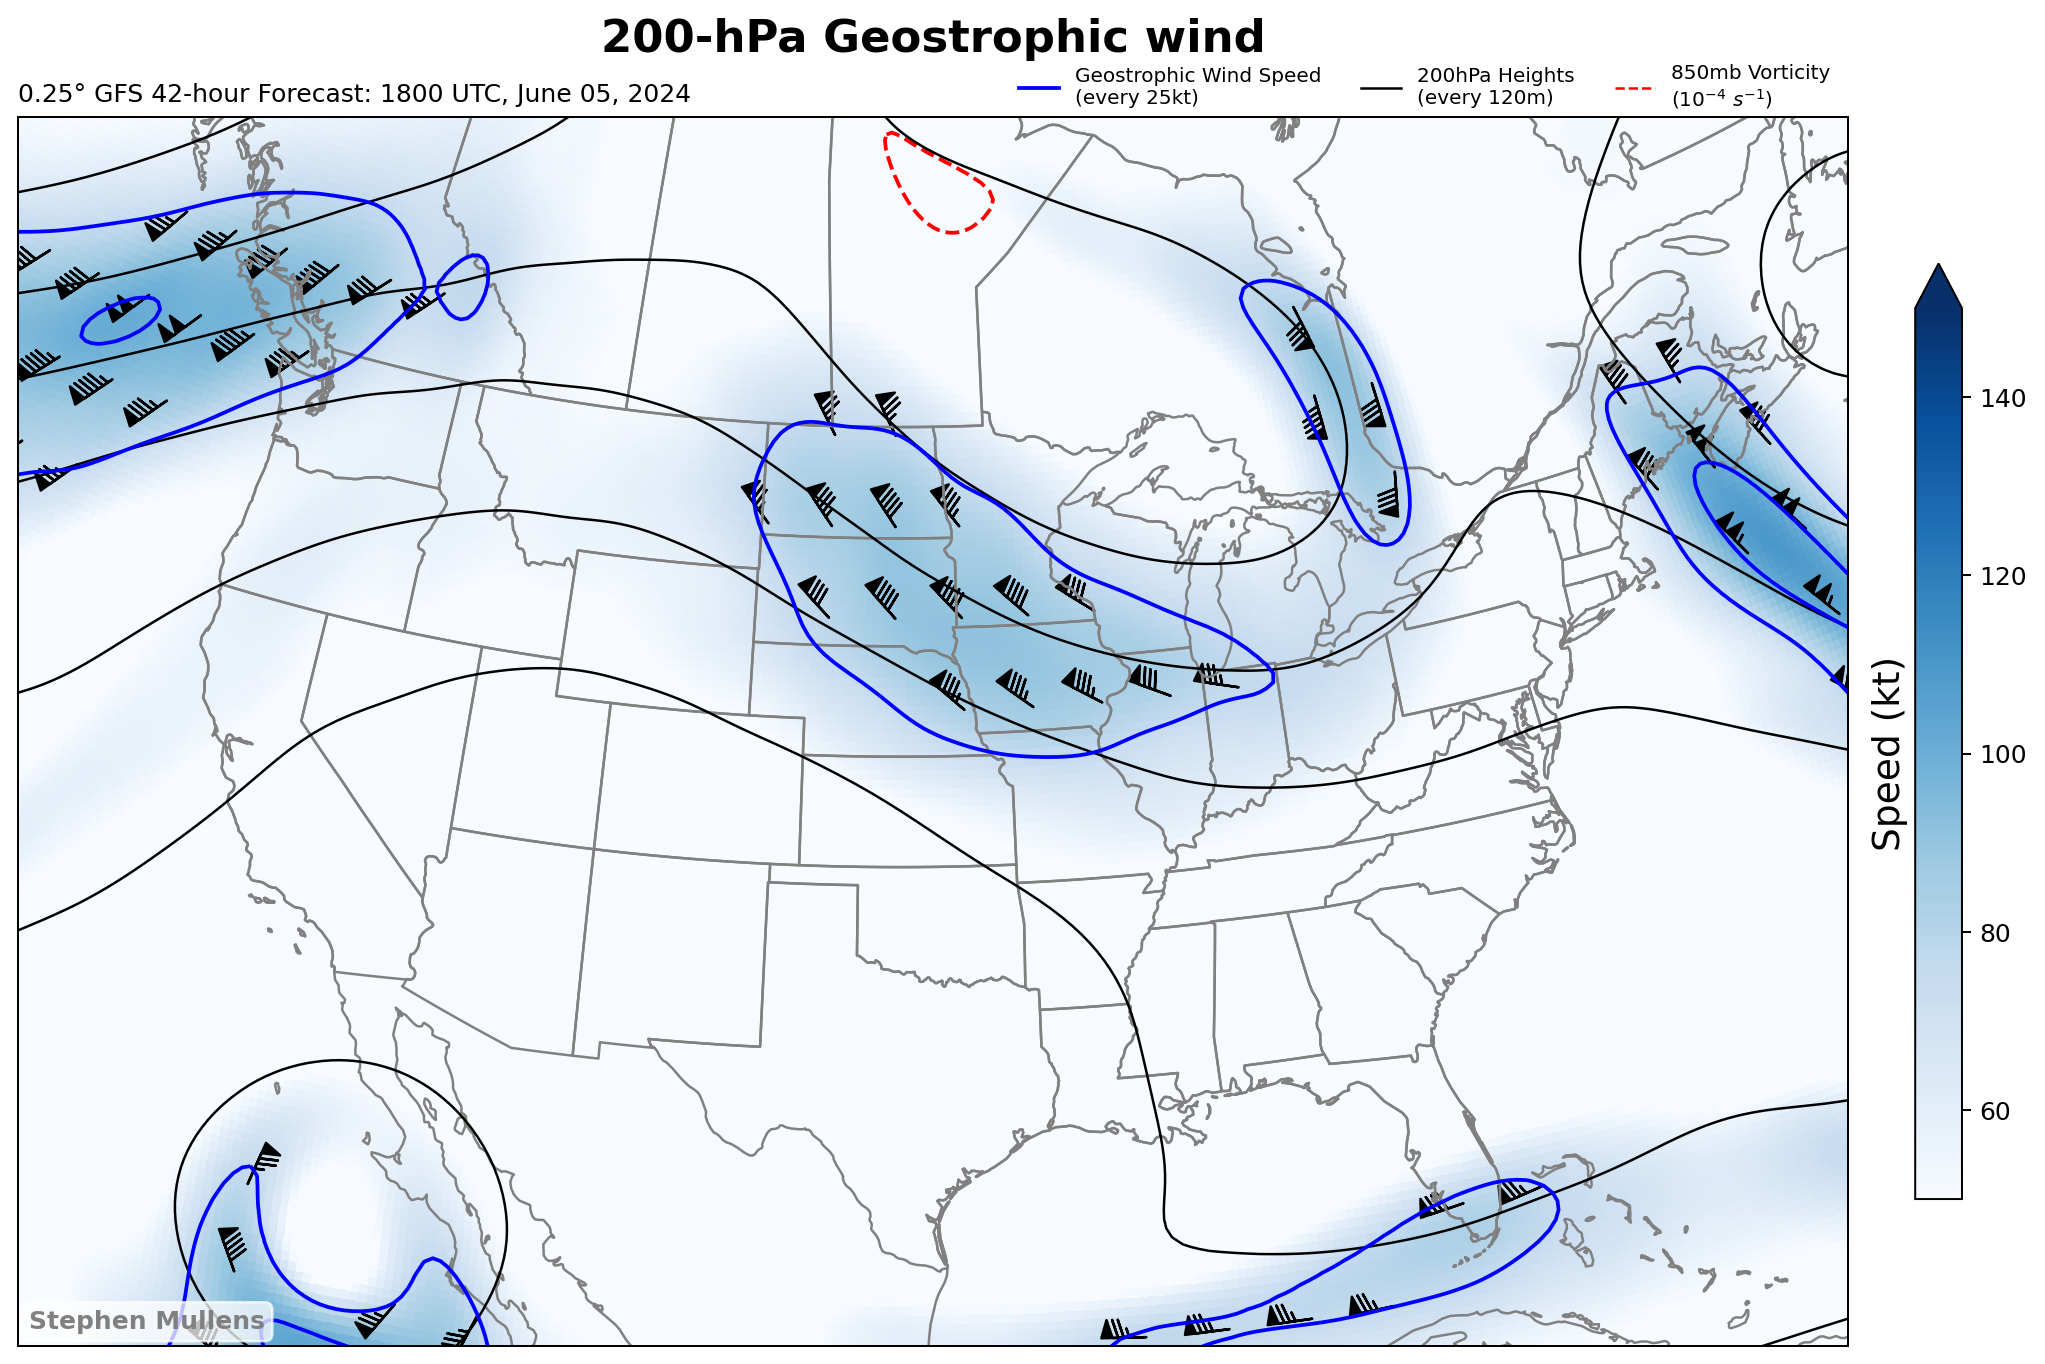 200-hPa Geostrophic wind
0.25° GFS 42-hour Forecast: 1800 UTC, June 05, 2024
Geostrophic Wind Speed
(every 25kt)
200hPa Heights
(every 120m)
850mb Vorticity
(10⁻⁴ s⁻¹)
140
120
100
80
60
Speed (kt)
Stephen Mullens